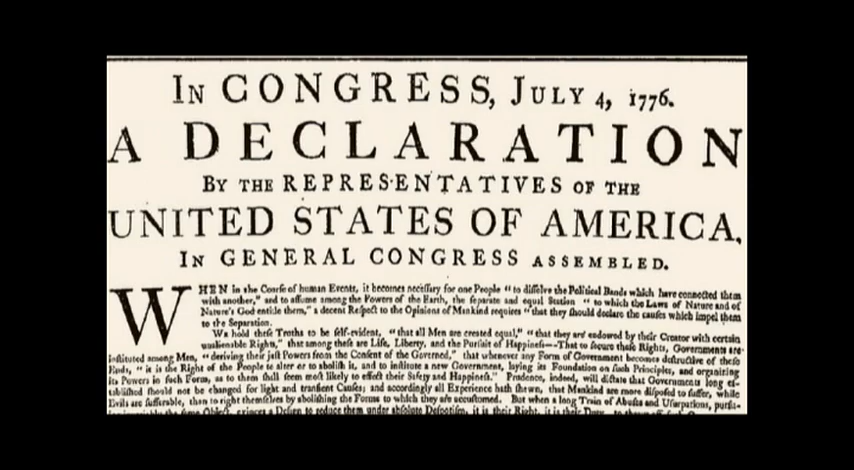 IN CONGRESS, JULY 4, 1776.
A DECLARATION
BY THE REPRESENTATIVES OF THE
UNITED STATES OF AMERICA,
IN GENERAL CONGRESS ASSEMBLED.
WHEN in the Courſe of human Events, it becomes neceſſary for one People “ to diſſolve the Political Bands which have connected them
with another,” and to aſſume among the Powers of the Earth, the ſeparate and equal Station “ to which the Laws of Nature and of
Nature's God entitle them,” a decent Reſpect to the Opinions of Mankind requires “ that they ſhould declare the cauſes which impel them
to the Separation.
We hold theſe Truths to be ſelf-evident, “ that all Men are created equal,” “ that they are endowed by their Creator with certain
unalienable Rights,” that among theſe are Life, Liberty, and the Purſuit of Happineſs—That to ſecure theſe Rights, Governments are
inſtituted among Men, “ deriving their juſt Powers from the Conſent of the Governed,” that whenever any Form of Government becomes deſtructive of theſe
Ends, “ it is the Right of the People to alter or to aboliſh it, and to inſtitute a new Government, laying its Foundation on ſuch Principles, and organizing
its Powers in ſuch Form, as to them ſhall ſeem moſt likely to effect their Safety and Happineſs.” Prudence, indeed, will dictate that Governments long eſ-
tabliſhed ſhould not be changed for light and tranſient Cauſes; and accordingly all Experience hath ſhewn, that Mankind are more diſpoſed to ſuffer, while
Evils are ſufferable, than to right themſelves by aboliſhing the Forms to which they are accuſtomed. But when a long Train of Abuſes and Uſurpations, purſu-
the ſame Object, evinces a Deſign to reduce them under abſolute Deſpotiſm, it is their Right, it is their